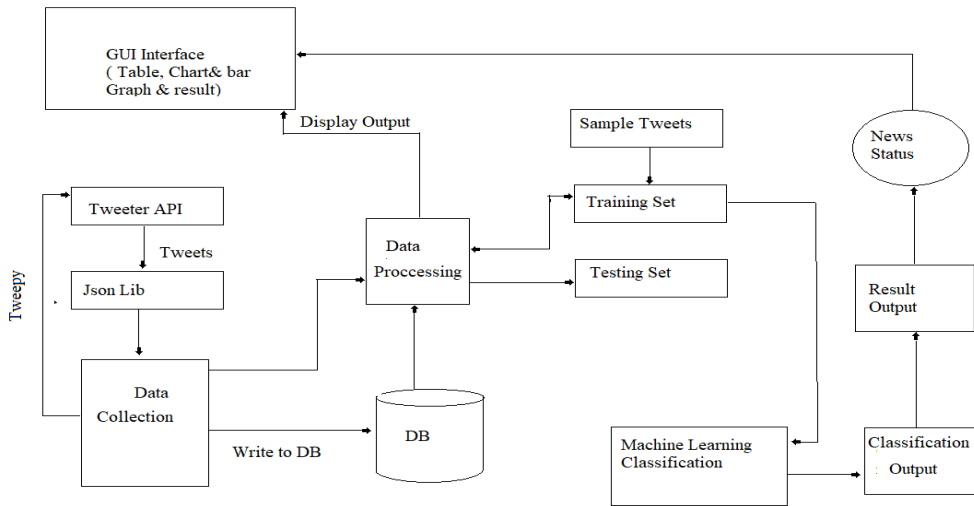 GUI Interface
( Table, Chart& bar
Graph & result)
Display Output
Sample Tweets
News
Status
Tweeter API
Training Set
Tweets
Data
Proccessing
Testing Set
Tweepy
Json Lib
Result
Output
Data
Collection
DB
Write to DB
Machine Learning
Classification
Classification
Output